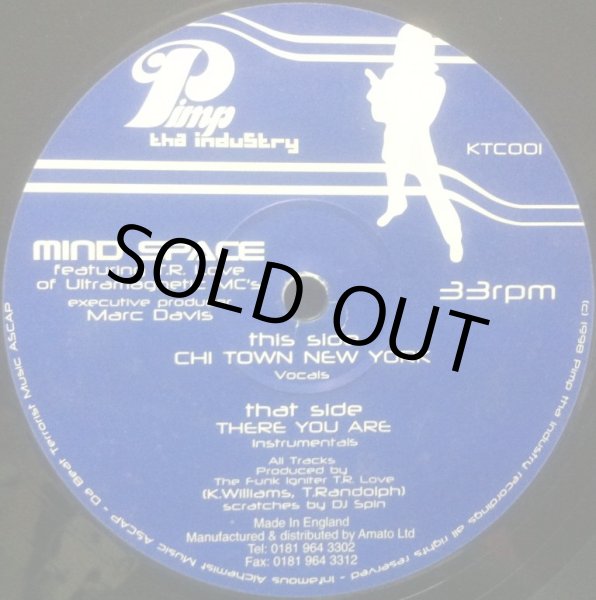 Pimp
tha indu5try
KTC001
MIND SPACE
featuring T.R. Love
of Ultramagnetic MC's
executive producer
Marc Davis
33rpm
SOLD OUT
this side
CHI TOWN NEW YORK
Vocals
that side
THERE YOU ARE
Instrumentals
All Tracks
Produced by
The Funk Igniter T.R. Love
(K.Williams, T.Randolph)
scratches by DJ Spin
Made In England
Manufactured & distributed by Amato Ltd
Tel: 0181 964 3302
Fax: 0181 964 3312
(c) 1998 Pimp tha industry recordings all rights reserved - Infamous Alchemist Music ASCAP - Da Beat Terrorist Music ASCAP